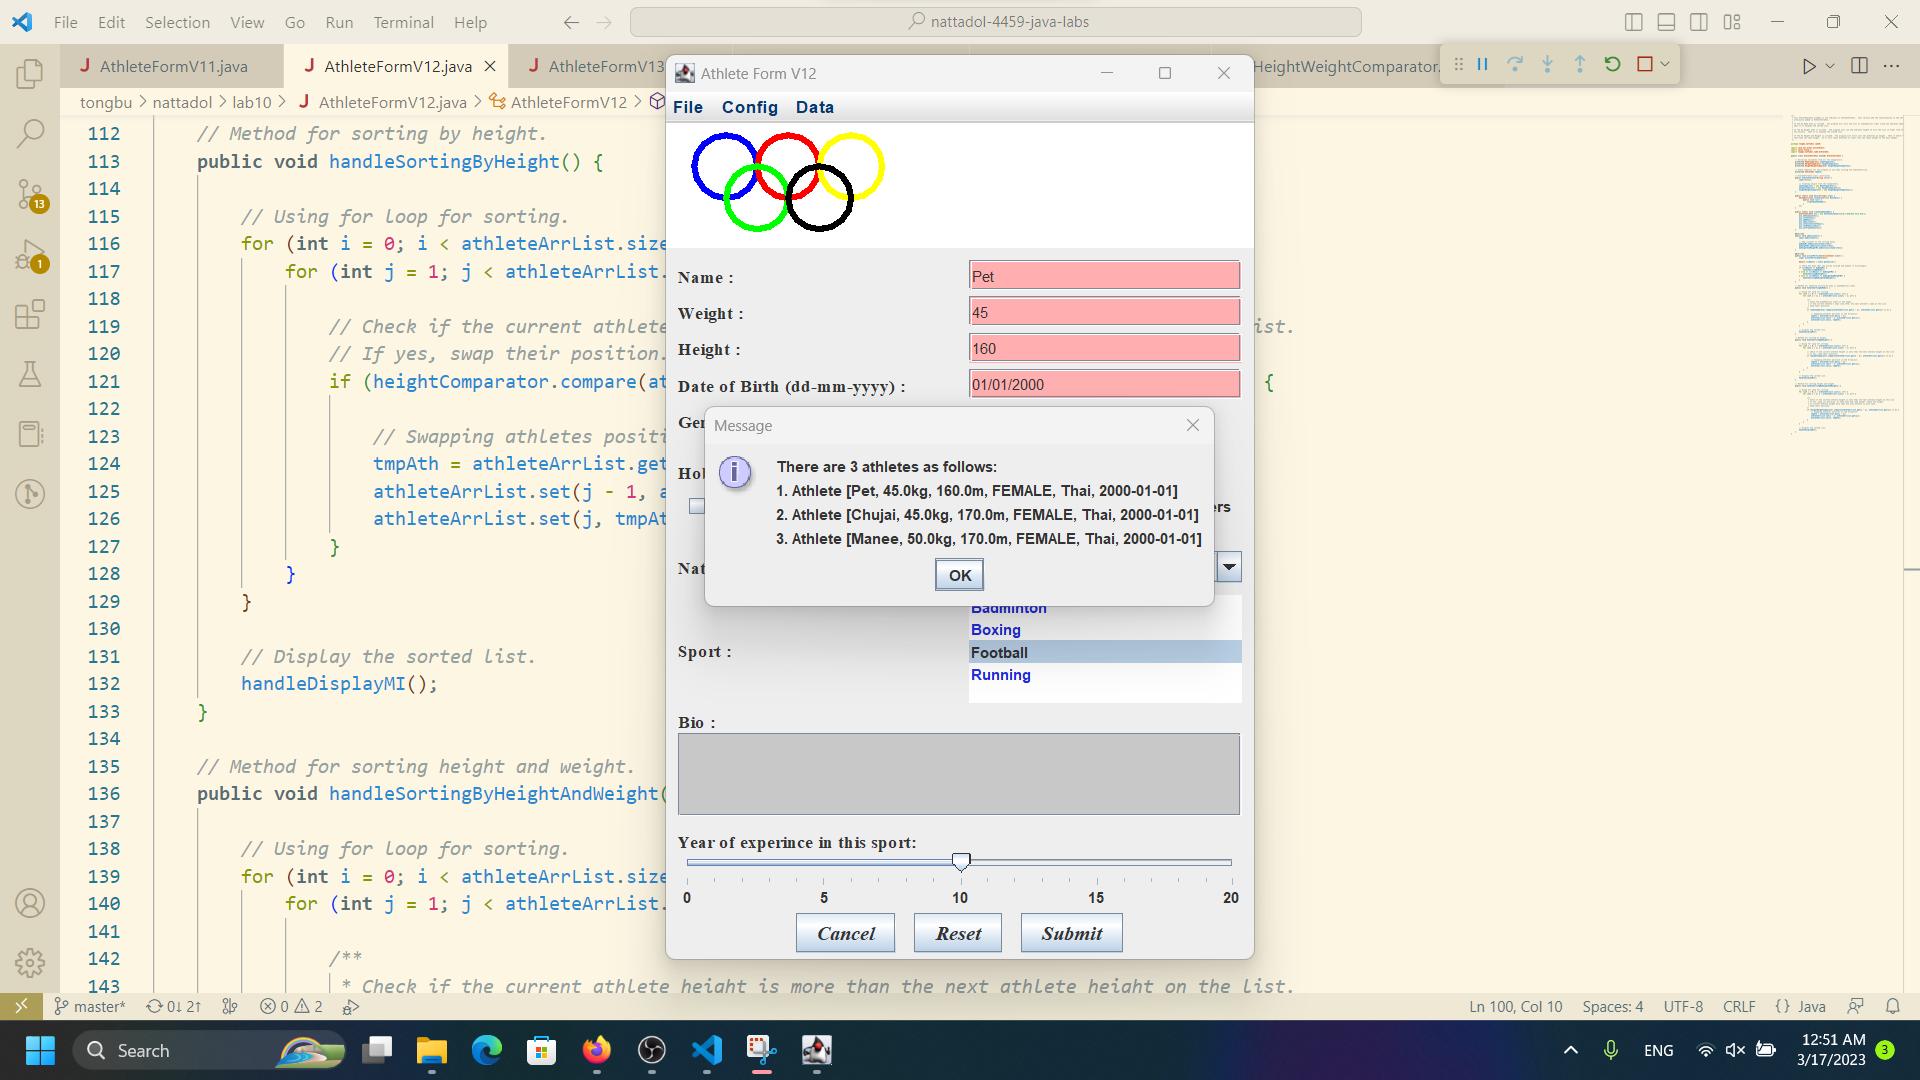 File Edit Selection View Go Run Terminal Help
nattadol-4459-java-labs
AthleteFormV11.java
AthleteFormV12.java
AthleteFormV13
HeightWeightComparator.
tongbu > nattadol > lab10 > AthleteFormV12.java > AthleteFormV12 >
112 // Method for sorting by height.
113 public void handleSortingByHeight() {
114
115 // Using for loop for sorting.
116 for (int i = 0; i < athleteArrList.size
117 for (int j = 1; j < athleteArrList.
118
119 // Check if the current athlete ist.
120 // If yes, swap their position.
121 if (heightComparator.compare(at {
122
123 // Swapping athletes positi
124 tmpAth = athleteArrList.get
125 athleteArrList.set(j - 1, a
126 athleteArrList.set(j, tmpAt
127 }
128 }
129 }
130
131 // Display the sorted list.
132 handleDisplayMI();
133 }
134
135 // Method for sorting height and weight.
136 public void handleSortingByHeightAndWeight(
137
138 // Using for loop for sorting.
139 for (int i = 0; i < athleteArrList.size
140 for (int j = 1; j < athleteArrList.
141
142 /**
143 * Check if the current athlete height is more than the next athlete height on the list.
Athlete Form V12
File Config Data
Name : Pet
Weight : 45
Height : 160
Date of Birth (dd-mm-yyyy) : 01/01/2000
Ger
Hob
ers
Nat
Message
There are 3 athletes as follows:
1. Athlete [Pet, 45.0kg, 160.0m, FEMALE, Thai, 2000-01-01]
2. Athlete [Chujai, 45.0kg, 170.0m, FEMALE, Thai, 2000-01-01]
3. Athlete [Manee, 50.0kg, 170.0m, FEMALE, Thai, 2000-01-01]
OK
Badminton
Boxing
Sport : Football
Running
Bio :
Year of experince in this sport:
0 5 10 15 20
Cancel Reset Submit
13
1
master* 0↓ 2↑ 0 2
Ln 100, Col 10 Spaces: 4 UTF-8 CRLF {} Java
Search
ENG
12:51 AM
3/17/2023
3